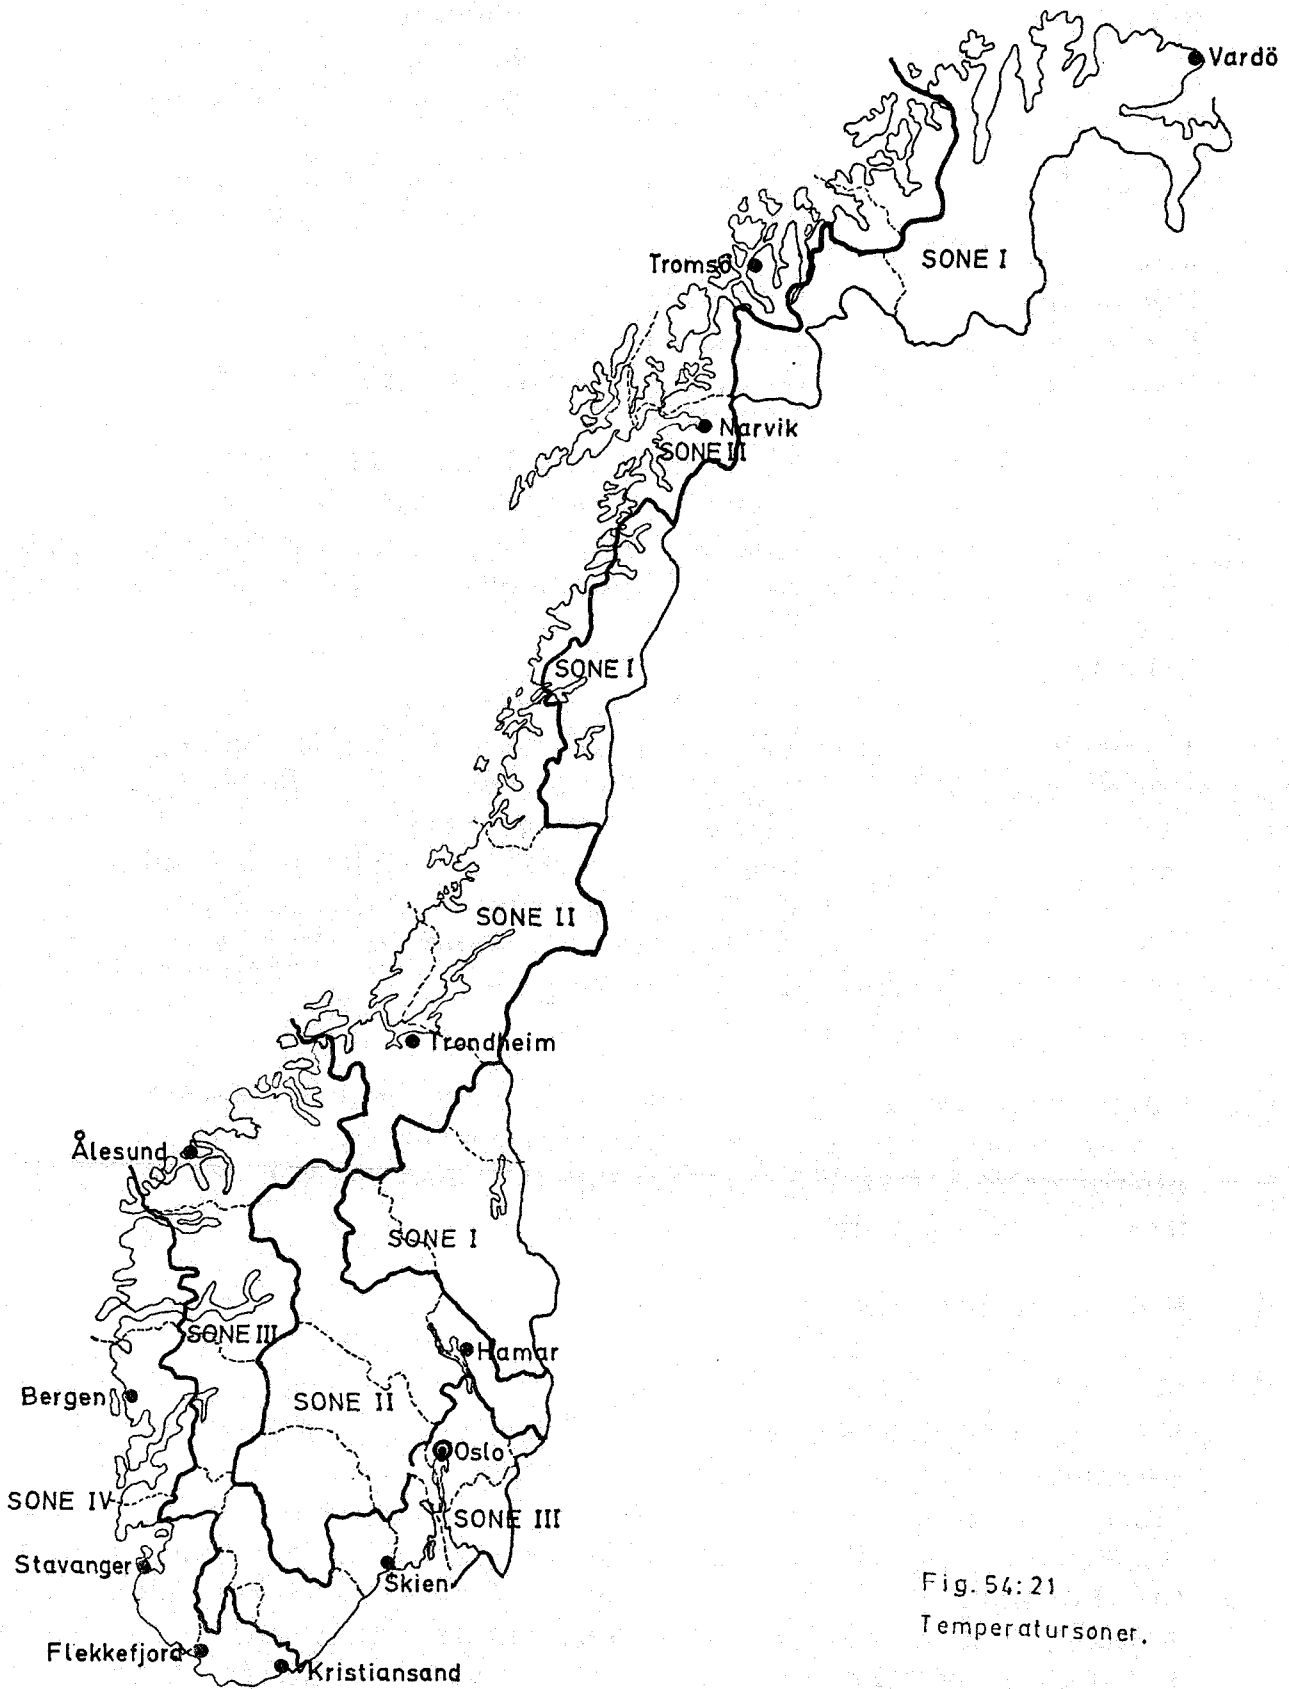 Vardö
SONE I
Tromsö
Narvik
SONE II
SONE I
SONE II
Trondheim
Ålesund
SONE I
SONE III
Hamar
Bergen
SONE II
Oslo
SONE IV
SONE III
Stavanger
Skien
Fig. 54:21
Temperatursoner.
Flekkefjord
Kristiansand